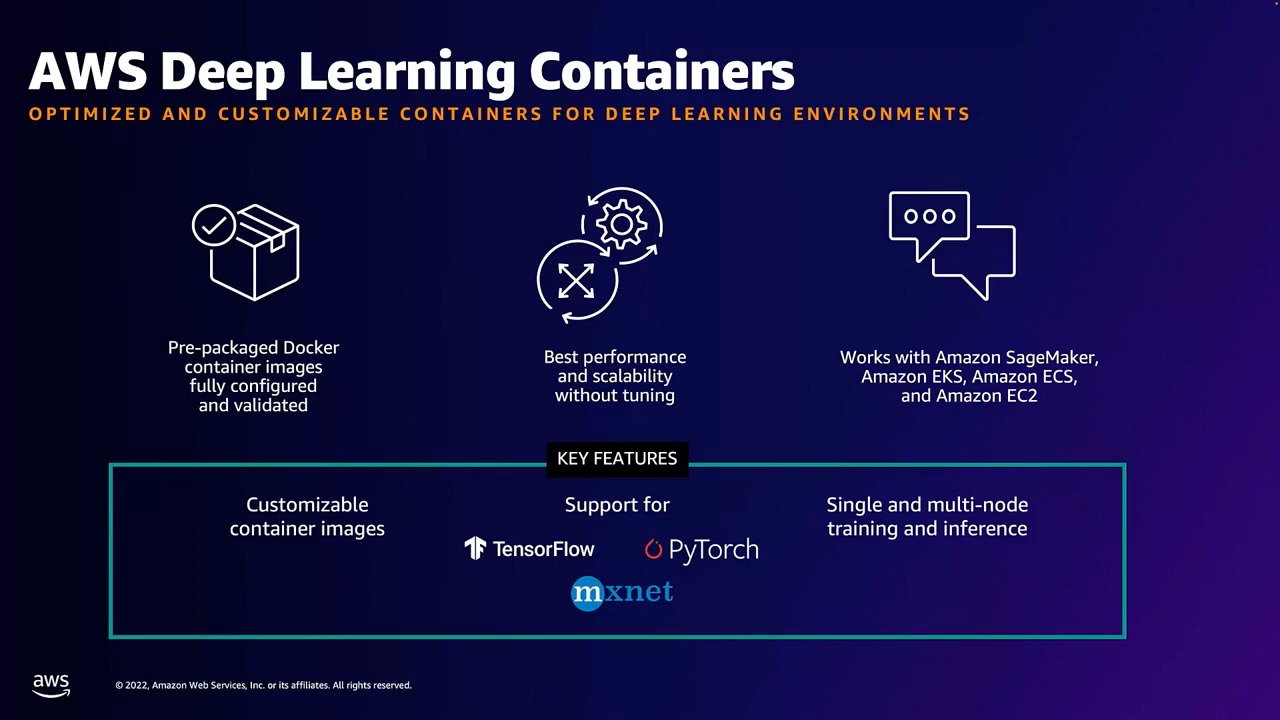 AWS Deep Learning Containers
OPTIMIZED AND CUSTOMIZABLE CONTAINERS FOR DEEP LEARNING ENVIRONMENTS
Pre-packaged Docker
container images
fully configured
and validated
Best performance
and scalability
without tuning
Works with Amazon SageMaker,
Amazon EKS, Amazon ECS,
and Amazon EC2
KEY FEATURES
Customizable
container images
Support for
TensorFlow
PyTorch
mxnet
Single and multi-node
training and inference
aws
© 2022, Amazon Web Services, Inc. or its affiliates. All rights reserved.